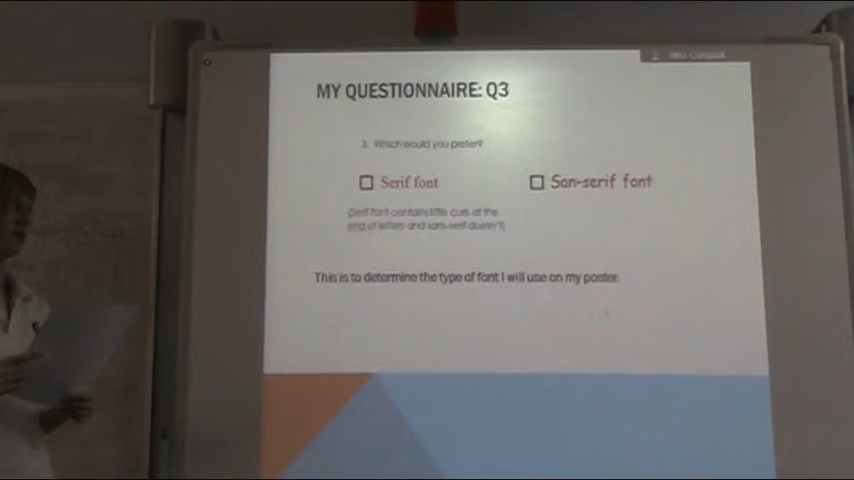 MY QUESTIONNAIRE: Q3
3. Which would you prefer?
Serif font
San-serif font
(Serif font contains little curls at the
end of letters and sans-serif doesn't)
This is to determine the type of font I will use on my poster.